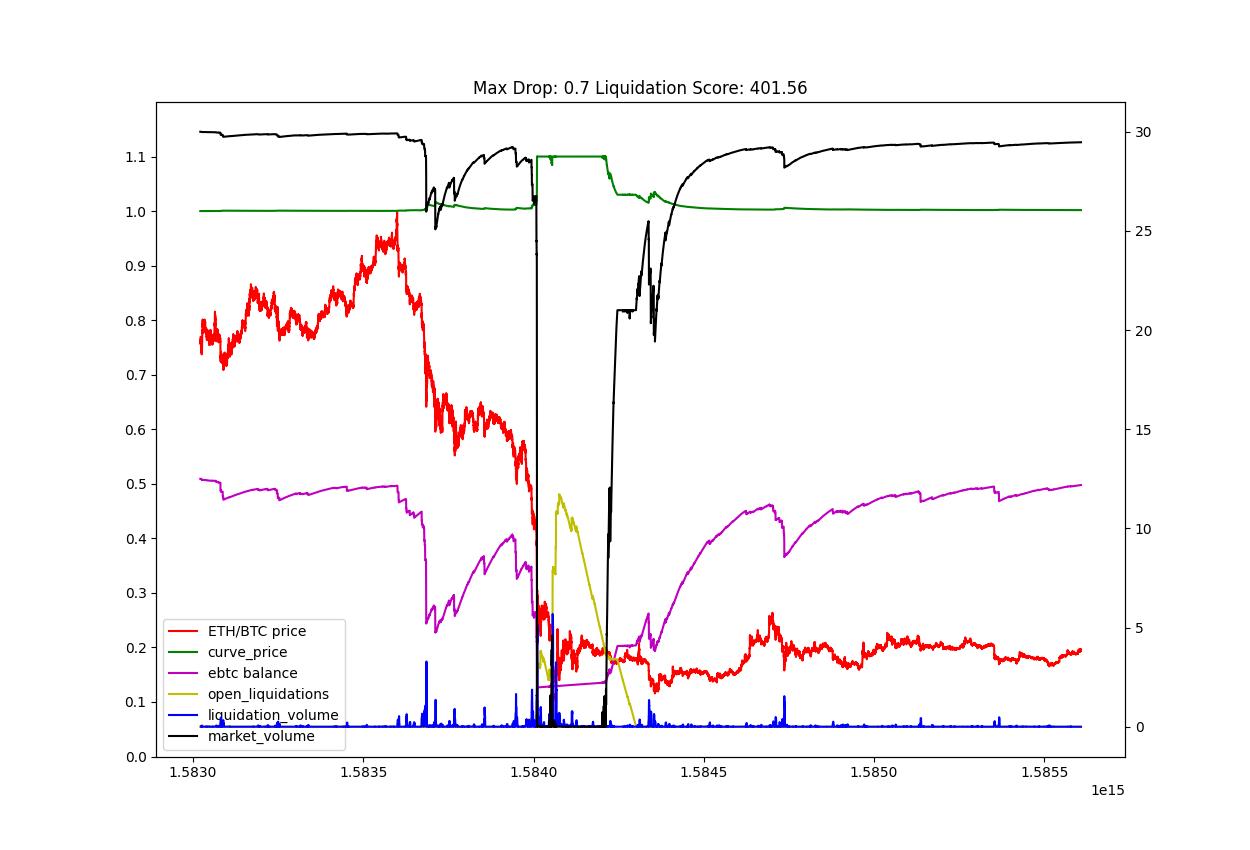 Max Drop: 0.7 Liquidation Score: 401.56
1.1
1.0
0.9
0.8
0.7
0.6
0.5
0.4
0.3
0.2
0.1
0.0
30
25
20
15
10
5
0
ETH/BTC price
curve_price
ebtc balance
open_liquidations
liquidation_volume
market_volume
1.5830 1.5835 1.5840 1.5845 1.5850 1.5855
1e15